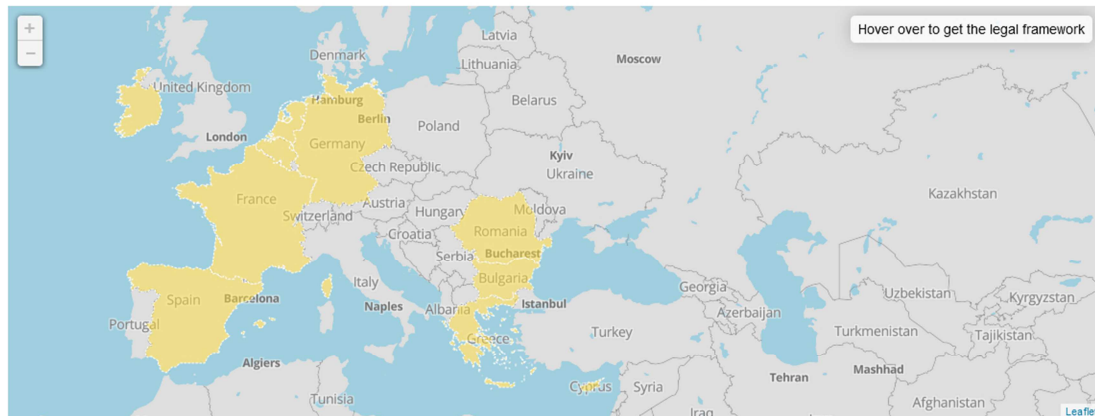 +
−
Hover over to get the legal framework
Latvia
Moscow
Denmark
Lithuania
United Kingdom
Hamburg
Belarus
Berlin
Poland
London
Germany
Kyiv
Ukraine
Czech Republic
Kazakhstan
France
Austria
Switzerland
Hungary
Moldova
Croatia
Romania
Serbia
Bucharest
Italy
Bulgaria
Georgia
Uzbekistan
Kyrgyzstan
Spain
Barcelona
Naples
Albania
Istanbul
Azerbaijan
Portugal
Greece
Turkey
Turkmenistan
Tajikistan
Algiers
Tunisia
Cyprus
Syria
Tehran
Mashhad
Afghanistan
Iraq
Leafle